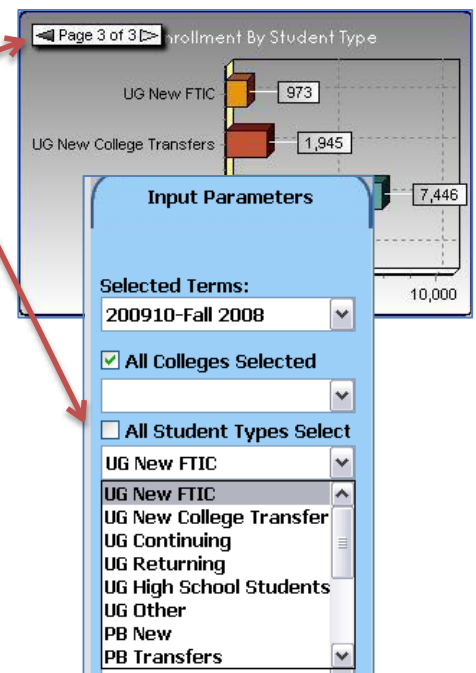 Page 3 of 3 nrollment By Student Type
UG New FTIC 973
UG New College Transfers 1,945
7,446
10,000
Input Parameters
Selected Terms:
200910-Fall 2008
All Colleges Selected
All Student Types Select
UG New FTIC
UG New FTIC
UG New College Transfer
UG Continuing
UG Returning
UG High School Students
UG Other
PB New
PB Transfers